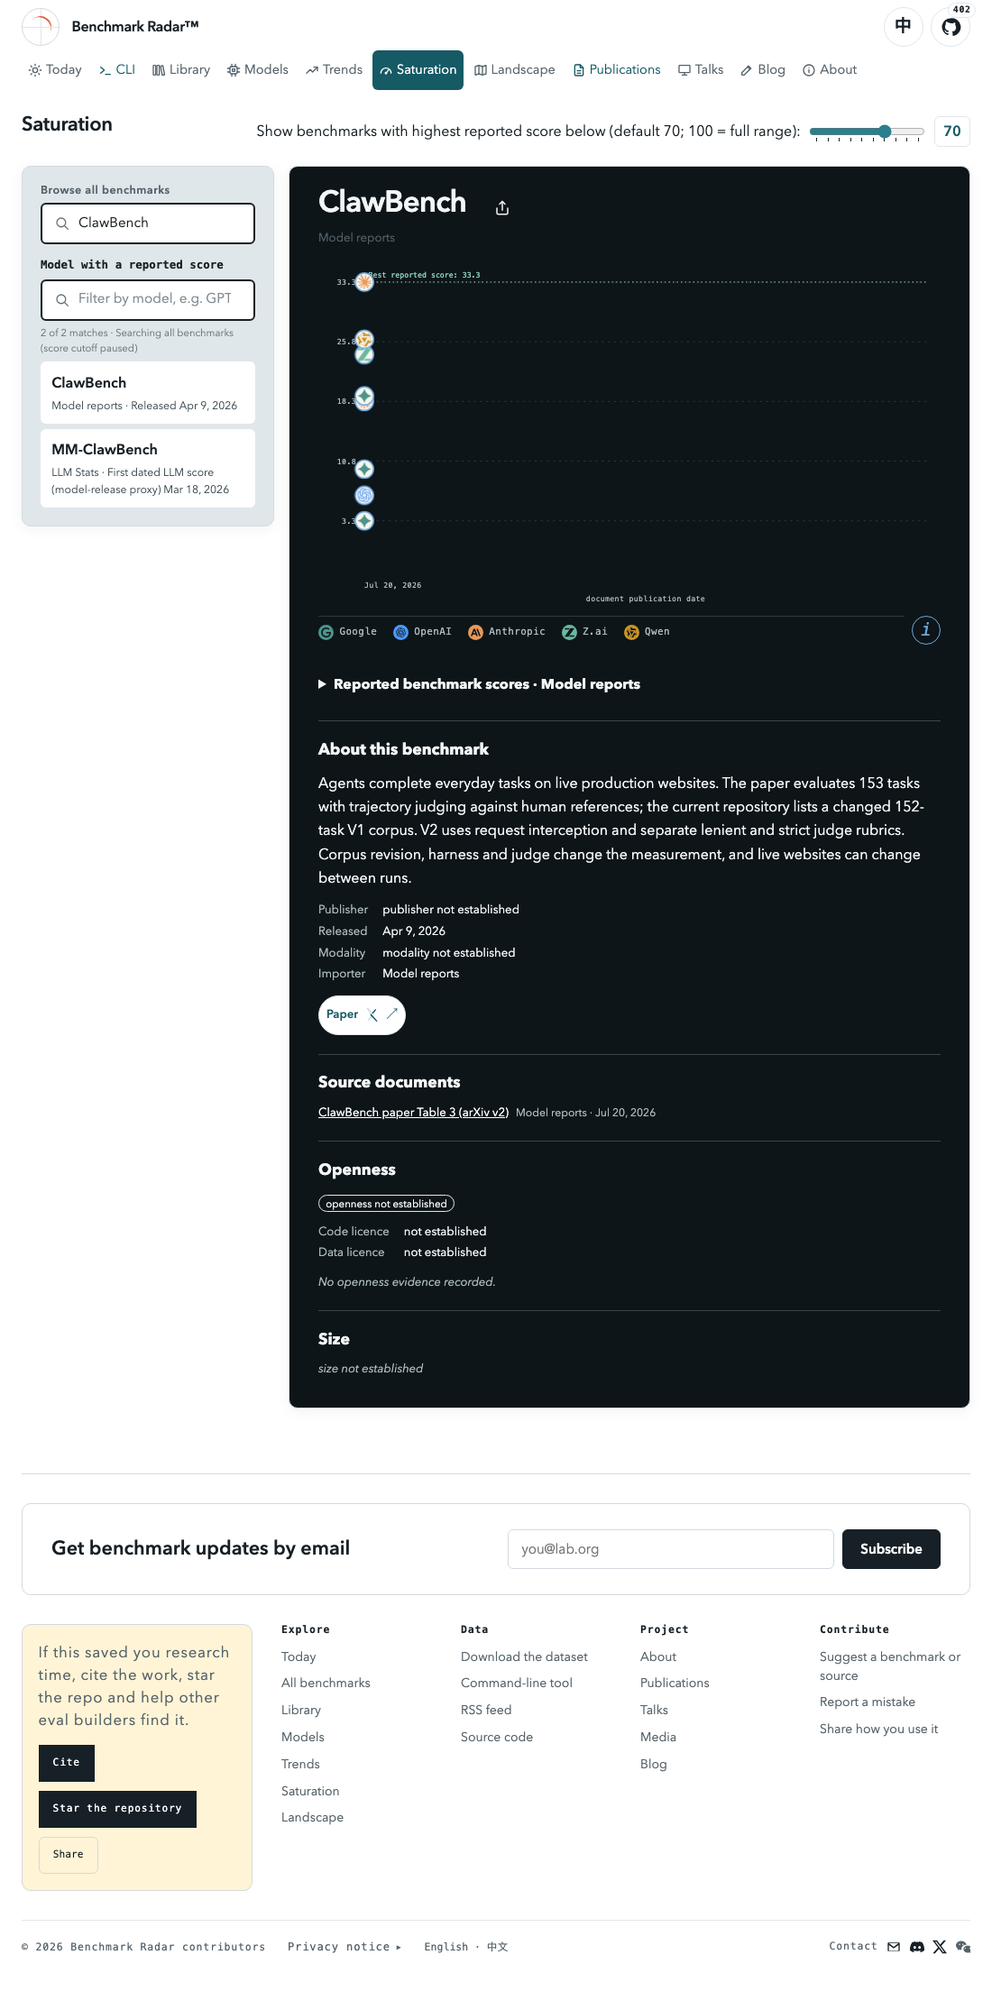 Benchmark Radar™
中
402
Today
CLI
Library
Models
Trends
Saturation
Landscape
Publications
Talks
Blog
About
Saturation
Show benchmarks with highest reported score below (default 70; 100 = full range):
70
Browse all benchmarks
ClawBench
Model with a reported score
Filter by model, e.g. GPT
2 of 2 matches · Searching all benchmarks
(score cutoff paused)
ClawBench
Model reports · Released Apr 9, 2026
MM-ClawBench
LLM Stats · First dated LLM score
(model-release proxy) Mar 18, 2026
ClawBench
Model reports
Best reported score: 33.3
33.3
25.8
18.3
10.8
3.3
Jul 20, 2026
document publication date
Google
OpenAI
Anthropic
Z.ai
Qwen
i
Reported benchmark scores · Model reports
About this benchmark
Agents complete everyday tasks on live production websites. The paper evaluates 153 tasks
with trajectory judging against human references; the current repository lists a changed 152-
task V1 corpus. V2 uses request interception and separate lenient and strict judge rubrics.
Corpus revision, harness and judge change the measurement, and live websites can change
between runs.
Publisher publisher not established
Released Apr 9, 2026
Modality modality not established
Importer Model reports
Paper
Source documents
ClawBench paper Table 3 (arXiv v2) Model reports · Jul 20, 2026
Openness
openness not established
Code licence not established
Data licence not established
No openness evidence recorded.
Size
size not established
Get benchmark updates by email
you@lab.org
Subscribe
If this saved you research
time, cite the work, star
the repo and help other
eval builders find it.
Cite
Star the repository
Share
Explore
Today
All benchmarks
Library
Models
Trends
Saturation
Landscape
Data
Download the dataset
Command-line tool
RSS feed
Source code
Project
About
Publications
Talks
Media
Blog
Contribute
Suggest a benchmark or
source
Report a mistake
Share how you use it
© 2026 Benchmark Radar contributors
Privacy notice ▸
English · 中文
Contact